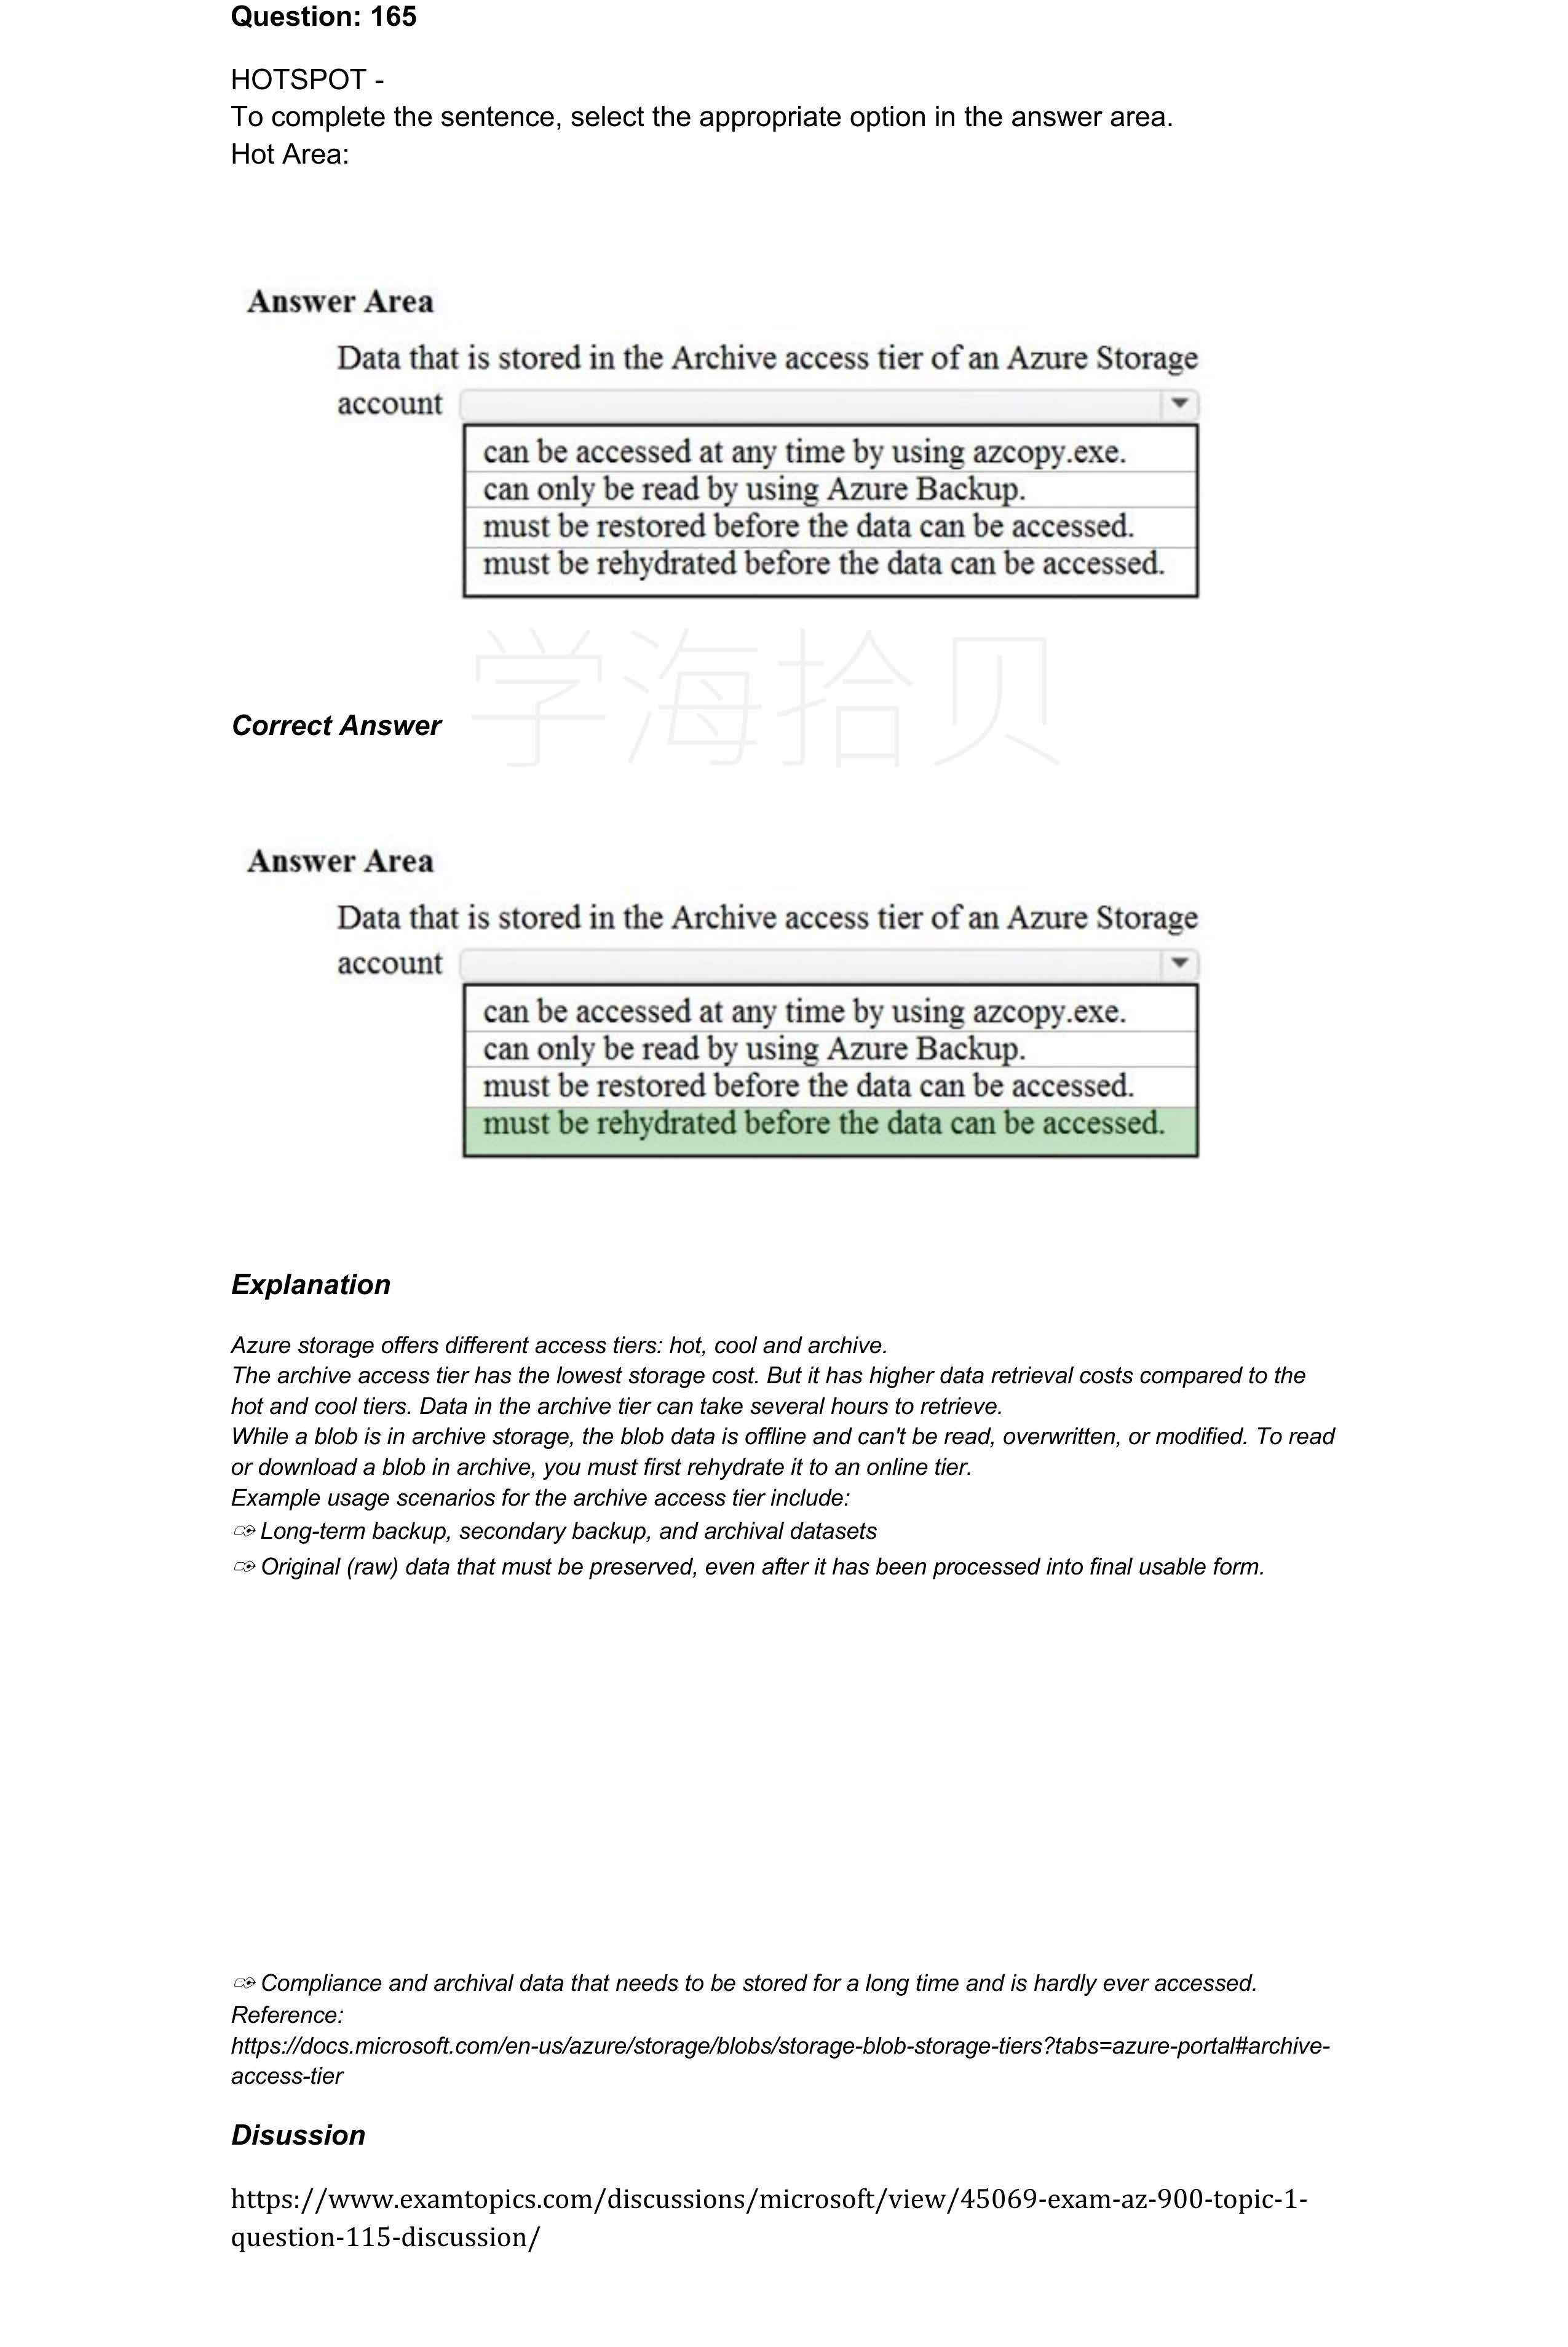 Question: 165
HOTSPOT -
To complete the sentence, select the appropriate option in the answer area.
Hot Area:
Answer Area
Data that is stored in the Archive access tier of an Azure Storage
account
can be accessed at any time by using azcopy.exe.
can only be read by using Azure Backup.
must be restored before the data can be accessed.
must be rehydrated before the data can be accessed.
学海拾贝
Correct Answer
Answer Area
Data that is stored in the Archive access tier of an Azure Storage
account
can be accessed at any time by using azcopy.exe.
can only be read by using Azure Backup.
must be restored before the data can be accessed.
must be rehydrated before the data can be accessed.
Explanation
Azure storage offers different access tiers: hot, cool and archive.
The archive access tier has the lowest storage cost. But it has higher data retrieval costs compared to the
hot and cool tiers. Data in the archive tier can take several hours to retrieve.
While a blob is in archive storage, the blob data is offline and can't be read, overwritten, or modified. To read
or download a blob in archive, you must first rehydrate it to an online tier.
Example usage scenarios for the archive access tier include:
Long-term backup, secondary backup, and archival datasets
Original (raw) data that must be preserved, even after it has been processed into final usable form.
Compliance and archival data that needs to be stored for a long time and is hardly ever accessed.
Reference:
https://docs.microsoft.com/en-us/azure/storage/blobs/storage-blob-storage-tiers?tabs=azure-portal#archive-
access-tier
Disussion
https://www.examtopics.com/discussions/microsoft/view/45069-exam-az-900-topic-1-
question-115-discussion/